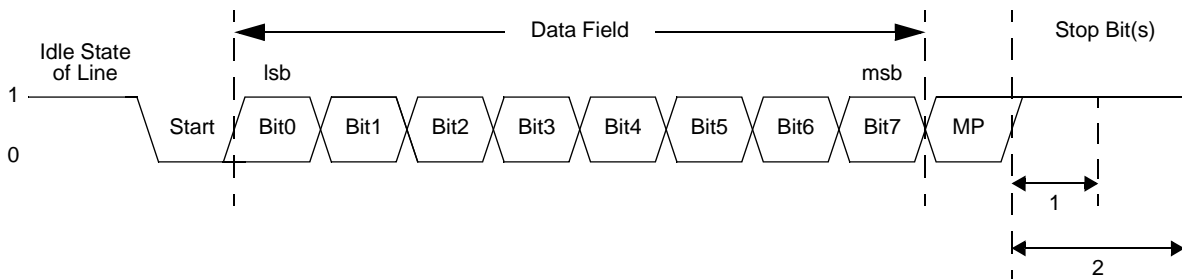 Data Field
Stop Bit(s)
Idle State
of Line
lsb
msb
1
Start
Bit0
Bit1
Bit2
Bit3
Bit4
Bit5
Bit6
Bit7
MP
0
1
2